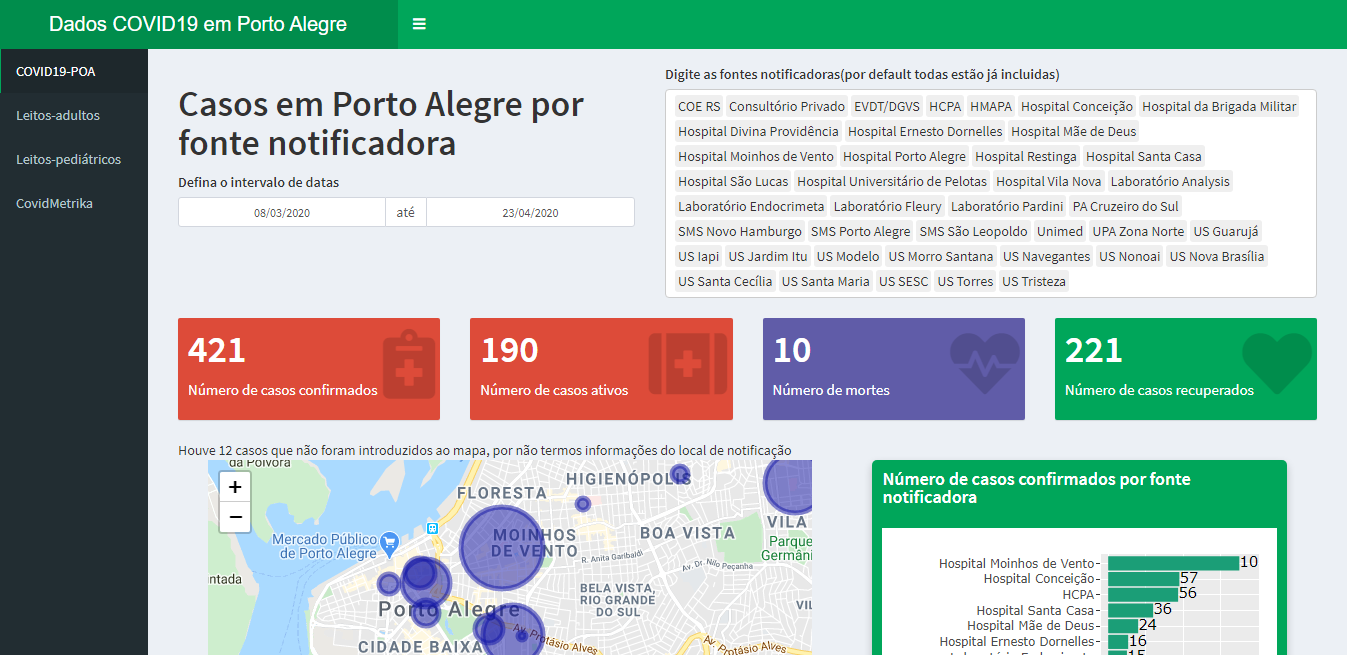 Dados COVID19 em Porto Alegre
COVID19-POA
Leitos-adultos
Leitos-pediátricos
CovidMetrika
Casos em Porto Alegre por
fonte notificadora
Defina o intervalo de datas
08/03/2020 até 23/04/2020
Digite as fontes notificadoras(por default todas estão já incluidas)
COE RS Consultório Privado EVDT/DGVS HCPA HMAPA Hospital Conceição Hospital da Brigada Militar
Hospital Divina Providência Hospital Ernesto Dornelles Hospital Mãe de Deus
Hospital Moinhos de Vento Hospital Porto Alegre Hospital Restinga Hospital Santa Casa
Hospital São Lucas Hospital Universitário de Pelotas Hospital Vila Nova Laboratório Analysis
Laboratório Endocrimeta Laboratório Fleury Laboratório Pardini PA Cruzeiro do Sul
SMS Novo Hamburgo SMS Porto Alegre SMS São Leopoldo Unimed UPA Zona Norte US Guarujá
US Iapi US Jardim Itu US Modelo US Morro Santana US Navegantes US Nonoai US Nova Brasília
US Santa Cecília US Santa Maria US SESC US Torres US Tristeza
421
Número de casos confirmados
190
Número de casos ativos
10
Número de mortes
221
Número de casos recuperados
Houve 12 casos que não foram introduzidos ao mapa, por não termos informações do local de notificação
+
−
da Pólvora
HIGIENÓPOLIS
FLORESTA
VILA
MOINHOS
DE VENTO
BOA VISTA
Mercado Público
de Porto Alegre
Parque
Germâni
R. Anita Garibaldi
Av. Dr. Nilo Peçanha
ntada
BELA VISTA,
RIO GRANDE
DO SUL
VIL
Porto Alegre
Av. Protásio Alves
Av. Protásio Alves
CIDADE BAIXA
Número de casos confirmados por fonte
notificadora
Hospital Moinhos de Vento 10
Hospital Conceição 57
HCPA 56
Hospital Santa Casa 36
Hospital Mãe de Deus 24
Hospital Ernesto Dornelles 16